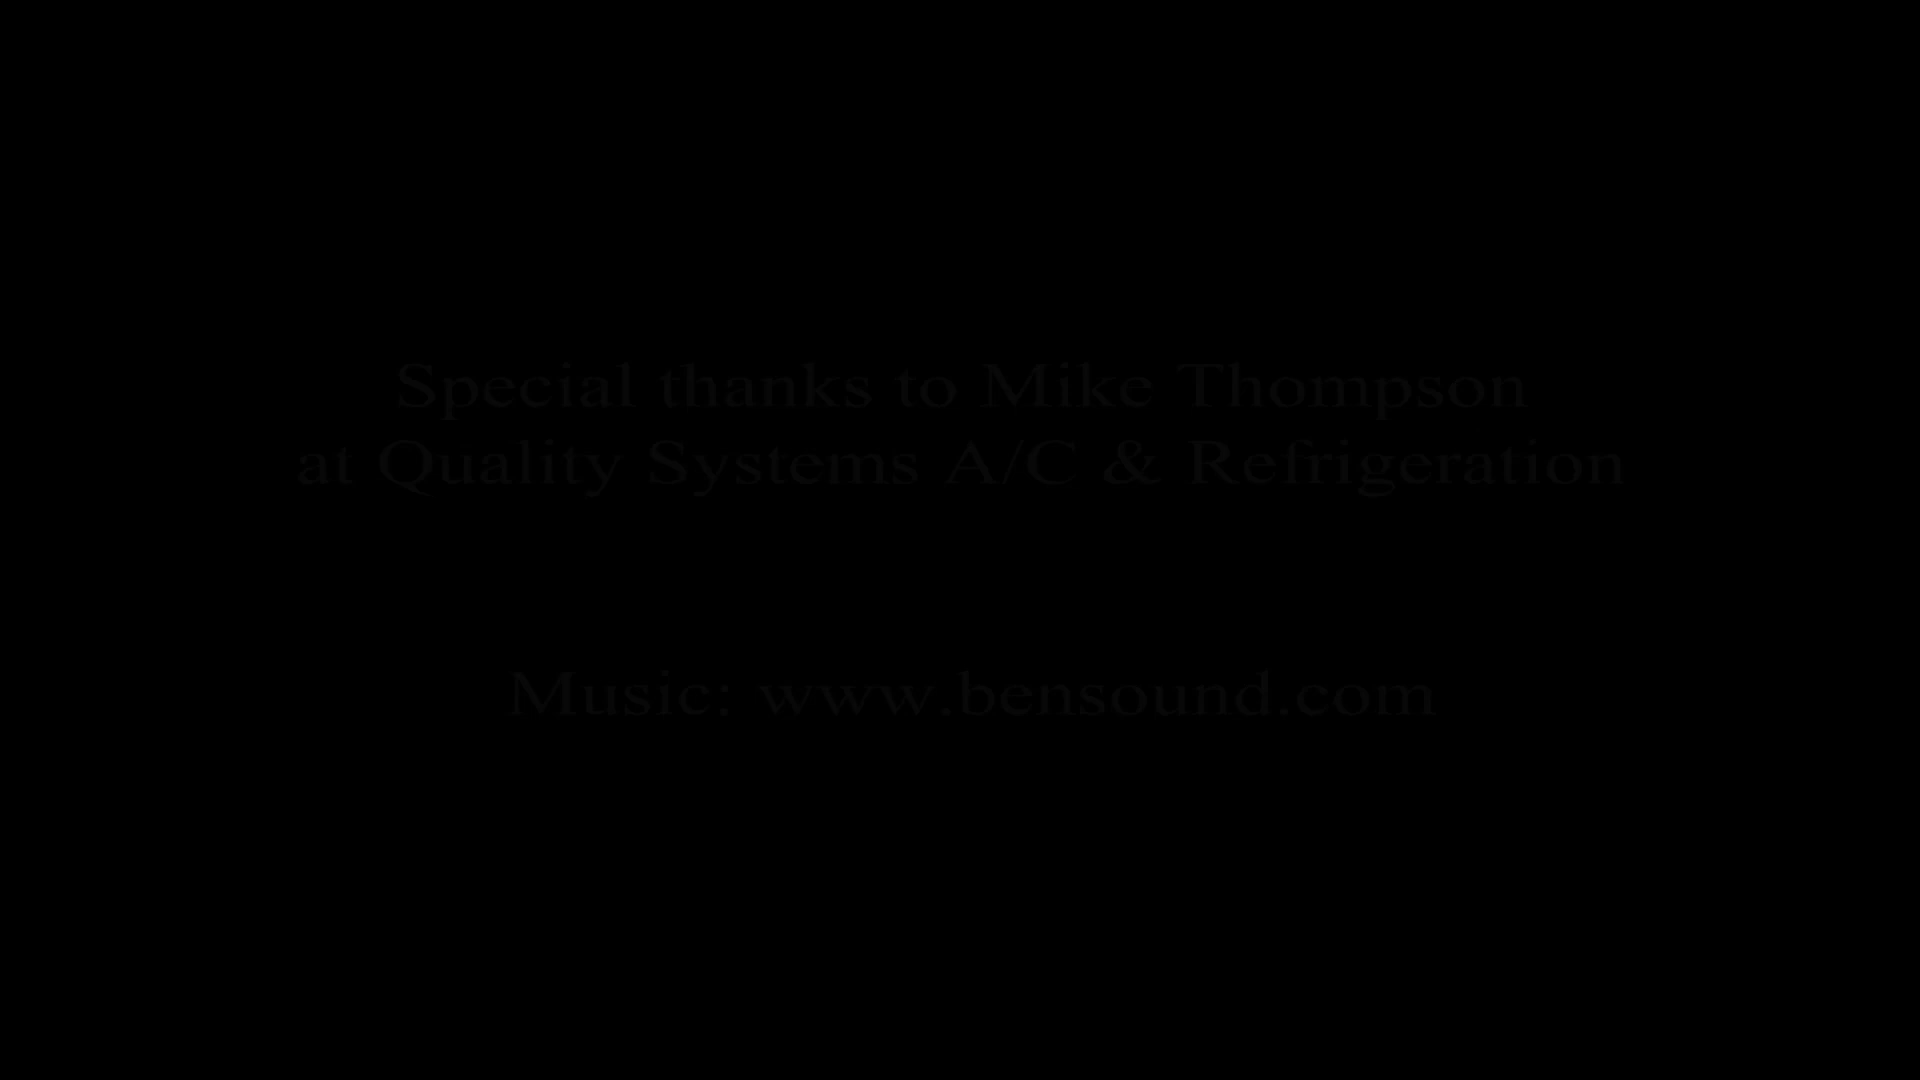 Special thanks to Mike Thompson
at Quality Systems A/C & Refrigeration
Music: www.bensound.com